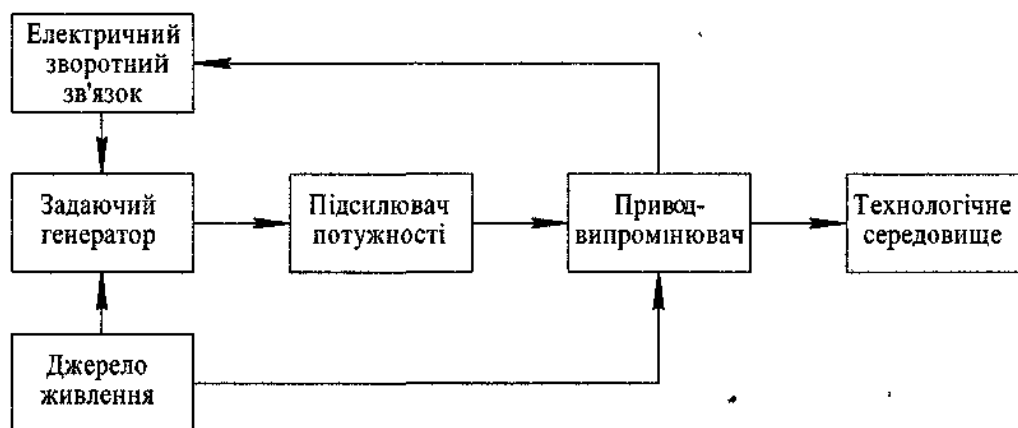 Електричний
зворотний
зв'язок
Задаючий
генератор
Підсилювач
потужності
Привод-
випромінювач
Технологічне
середовище
Джерело
живлення